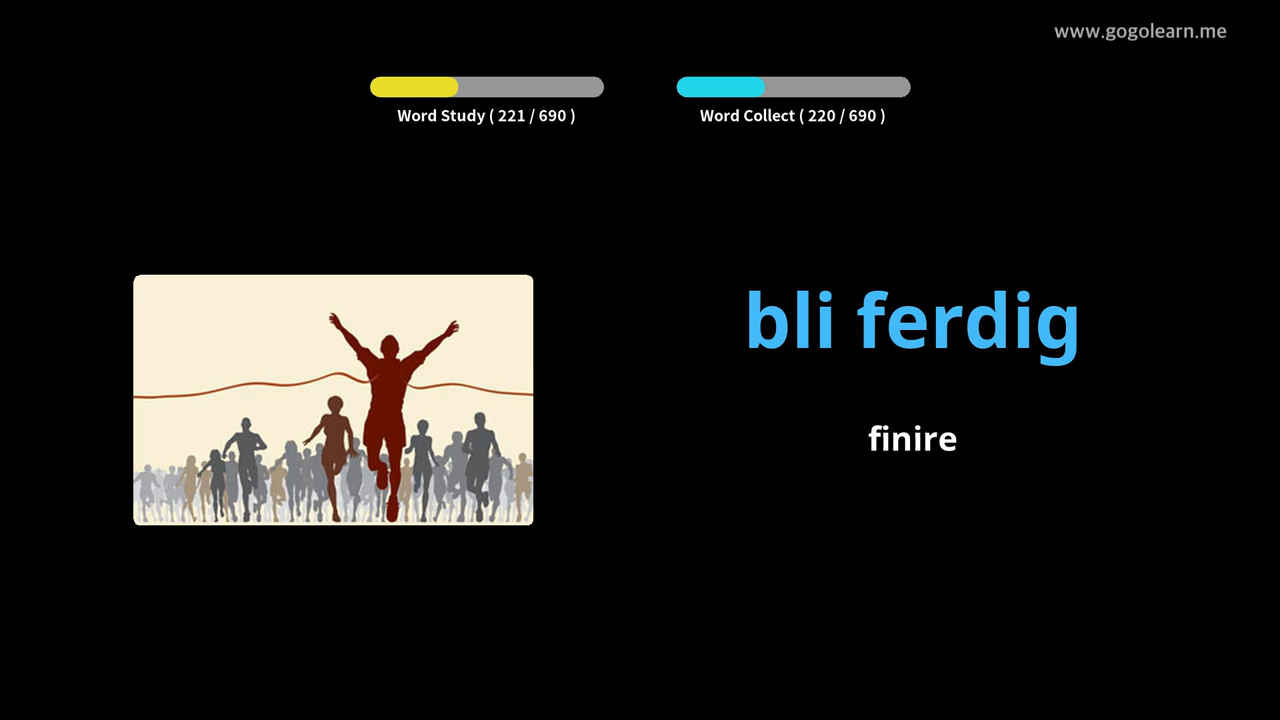 www.gogolearn.me
Word Study ( 221 / 690 )
Word Collect ( 220 / 690 )
bli ferdig
finire